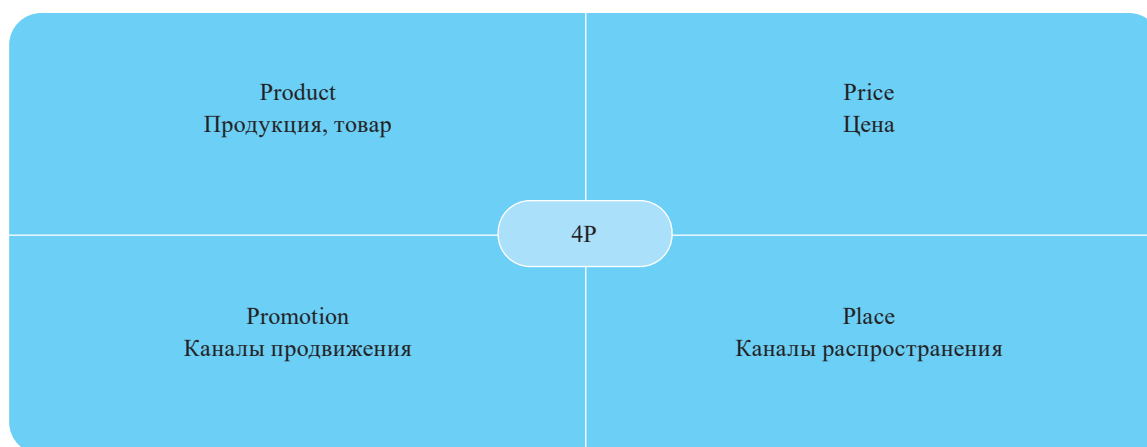 Product
Продукция, товар
Price
Цена
4P
Promotion
Каналы продвижения
Place
Каналы распространения